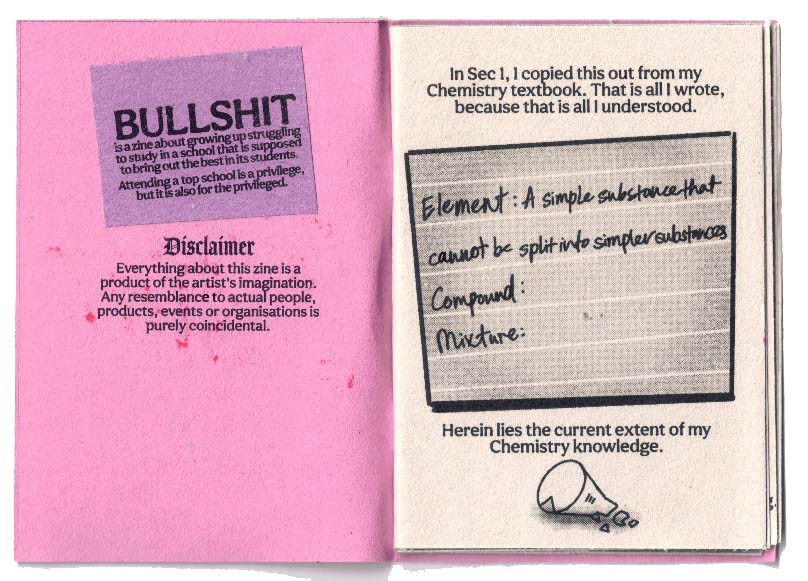 BULLSHIT
is a zine about growing up struggling
to study in a school that is supposed
to bring out the best in its students.
Attending a top school is a privilege,
but it is also for the privileged.
Disclaimer
Everything about this zine is a
product of the artist's imagination.
Any resemblance to actual people,
products, events or organisations is
purely coincidental.
In Sec 1, I copied this out from my
Chemistry textbook. That is all I wrote,
because that is all I understood.
Element: A simple substance that
cannot be split into simpler substances
Compound:
Mixture:
Herein lies the current extent of my
Chemistry knowledge.